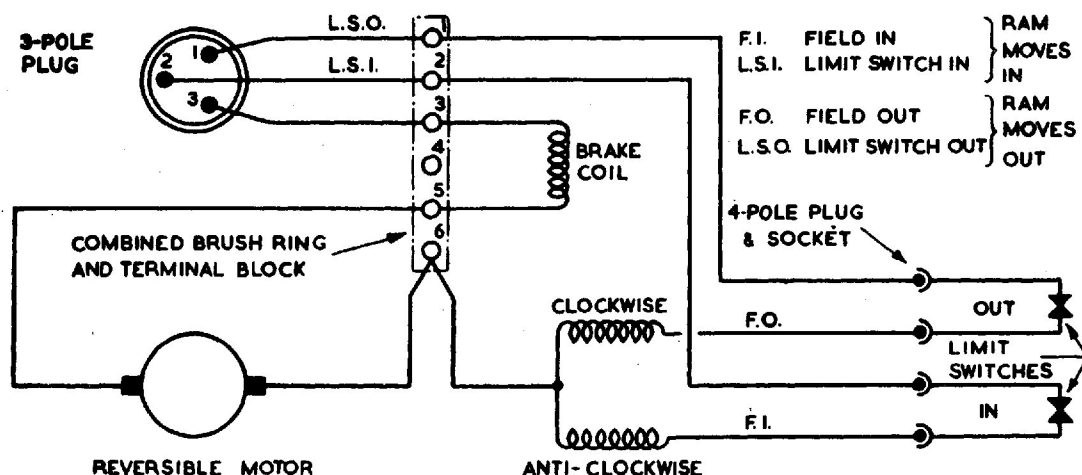 3-POLE
PLUG
1
2
3
L.S.O.
L.S.I.
1
2
3
4
5
6
F.I. FIELD IN
L.S.I. LIMIT SWITCH IN
RAM
MOVES
IN
F.O. FIELD OUT
L.S.O. LIMIT SWITCH OUT
RAM
MOVES
OUT
BRAKE
COIL
4-POLE PLUG
& SOCKET
COMBINED BRUSH RING
AND TERMINAL BLOCK
CLOCKWISE
F.O.
OUT
LIMIT
SWITCHES
IN
F.I.
REVERSIBLE MOTOR
ANTI-CLOCKWISE